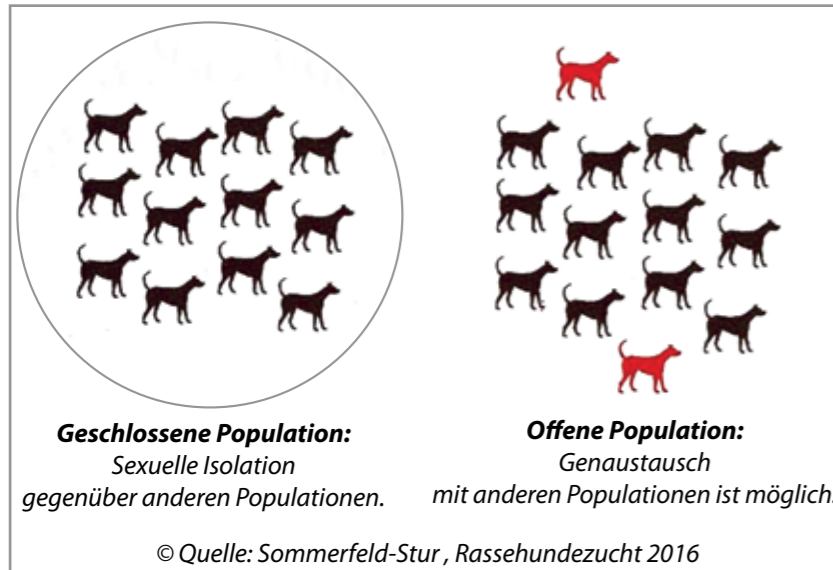 Geschlossene Population:
Sexuelle Isolation
gegenüber anderen Populationen.
Offene Population:
Genaustausch
mit anderen Populationen ist möglich.
© Quelle: Sommerfeld-Stur , Rassehundezucht 2016